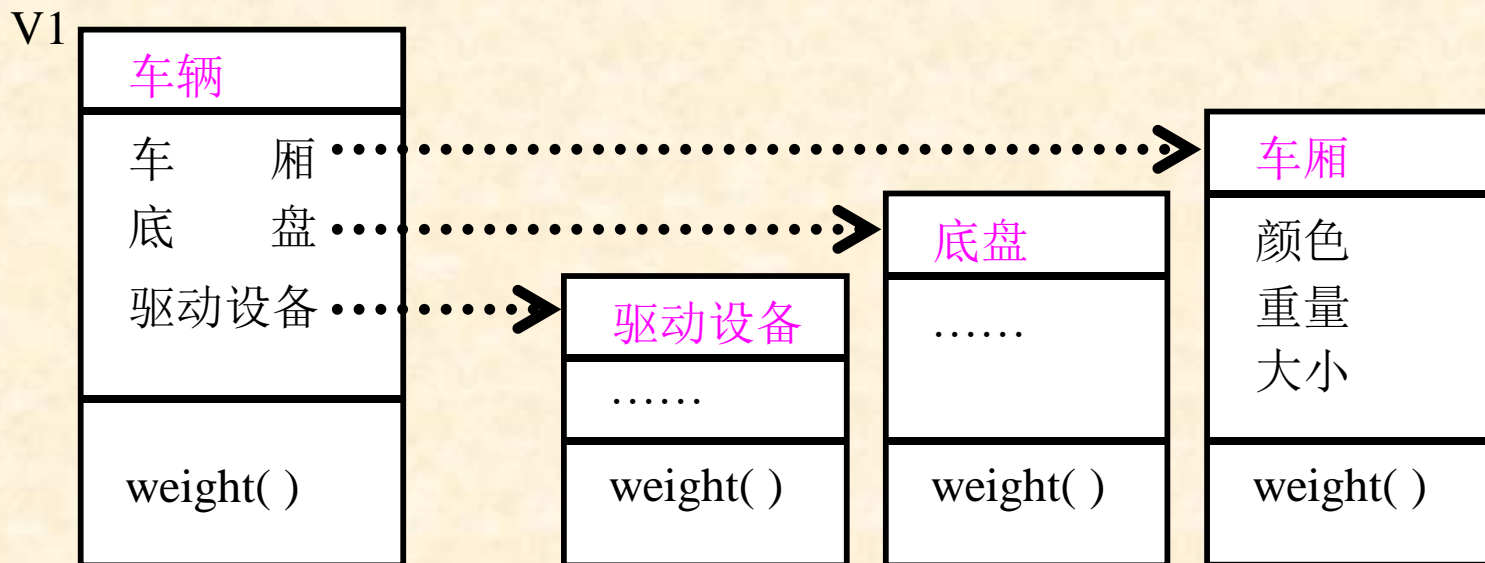 V1
车辆
车 厢
底 盘
驱动设备
weight( )
驱动设备
……
weight( )
底盘
……
weight( )
车厢
颜色
重量
大小
weight( )